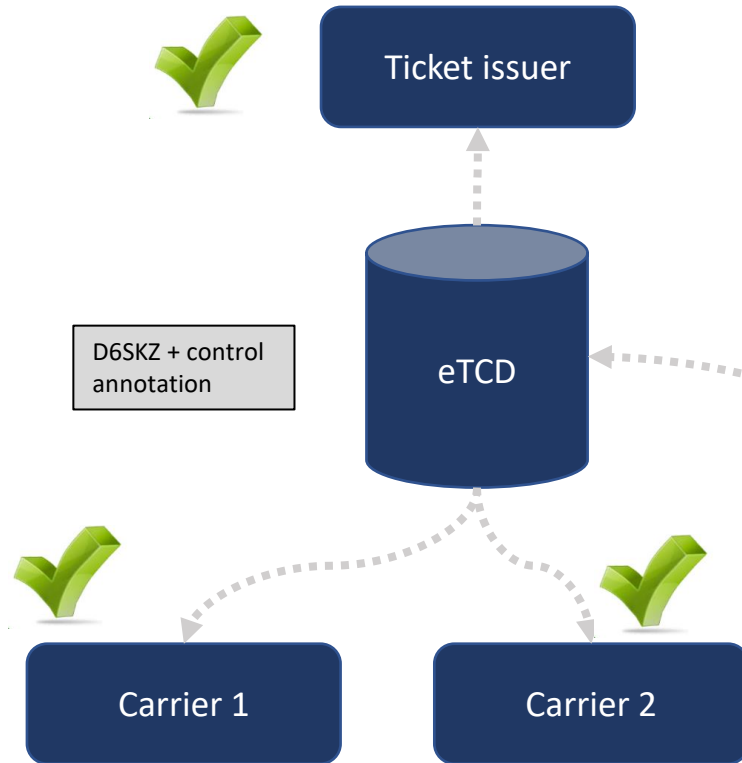 Ticket issuer
eTCD
D6SKZ + control
annotation
Carrier 1
Carrier 2